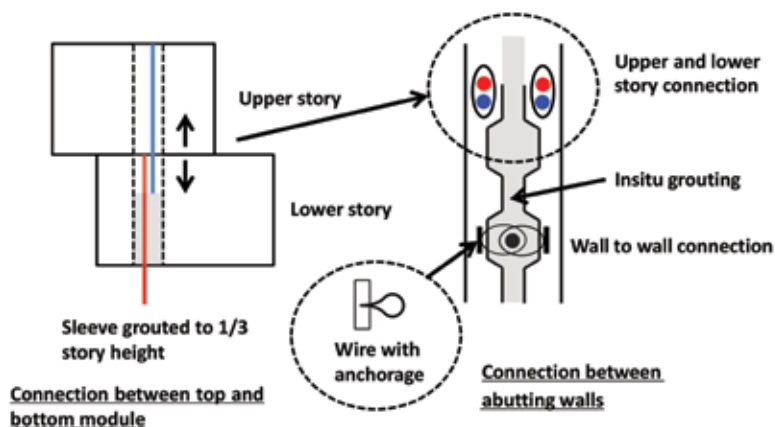 Upper story
Lower story
Sleeve grouted to 1/3
story height
Connection between top and
bottom module
Upper and lower
story connection
Insitu grouting
Wall to wall connection
Wire with
anchorage
Connection between
abutting walls